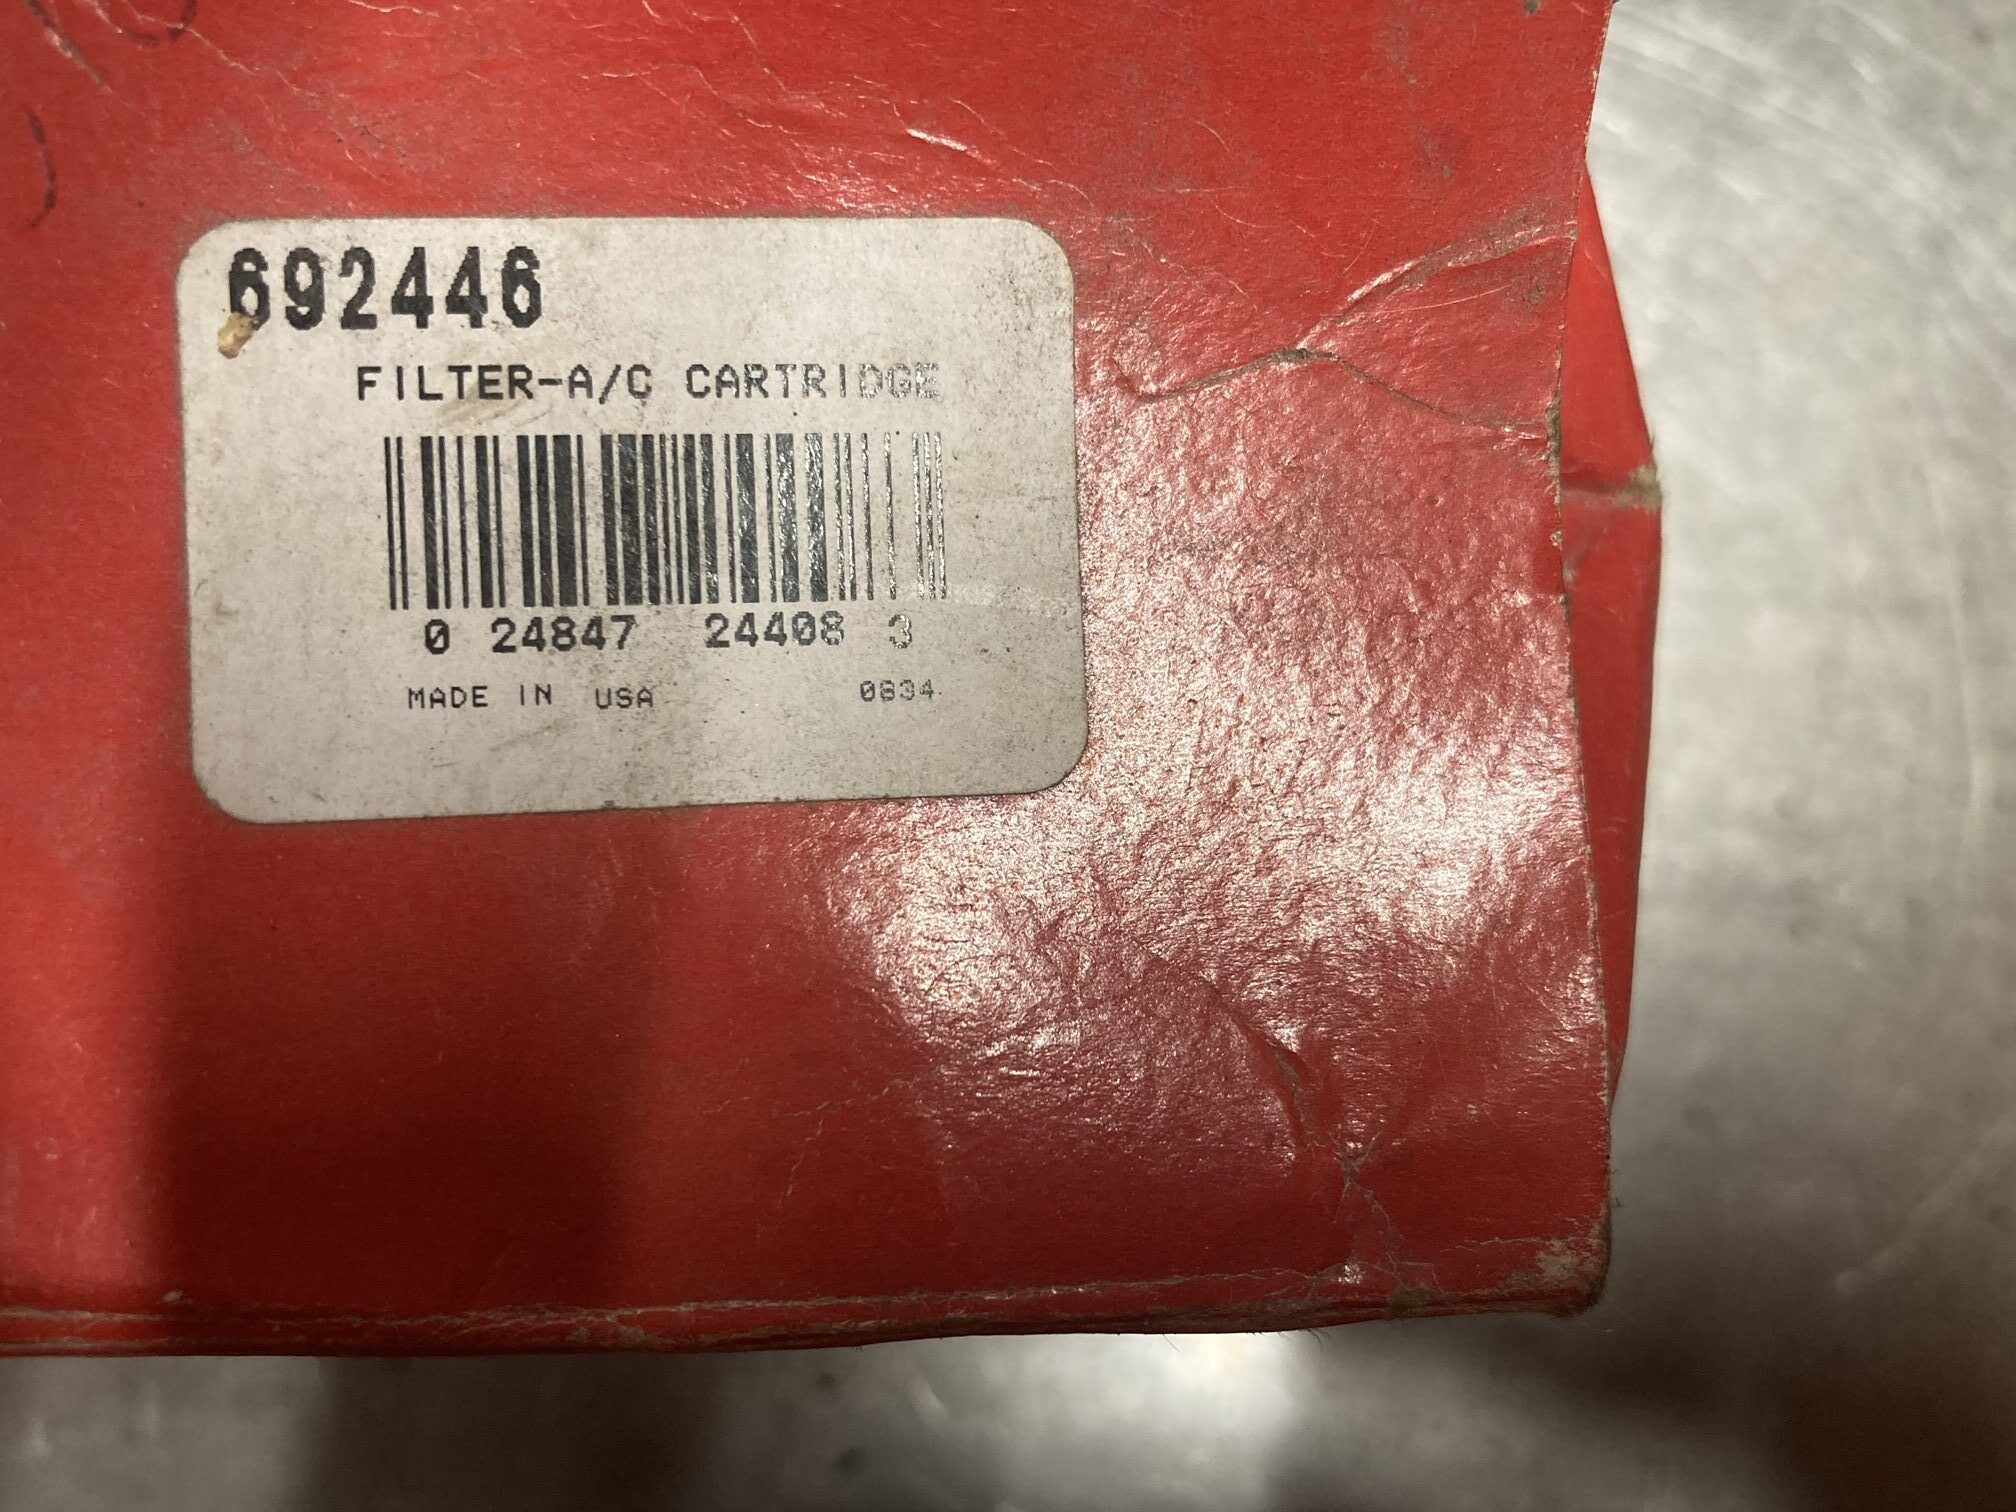 692446
FILTER-A/C CARTRIDGE
0 24847 24408 3
MADE IN USA 0834